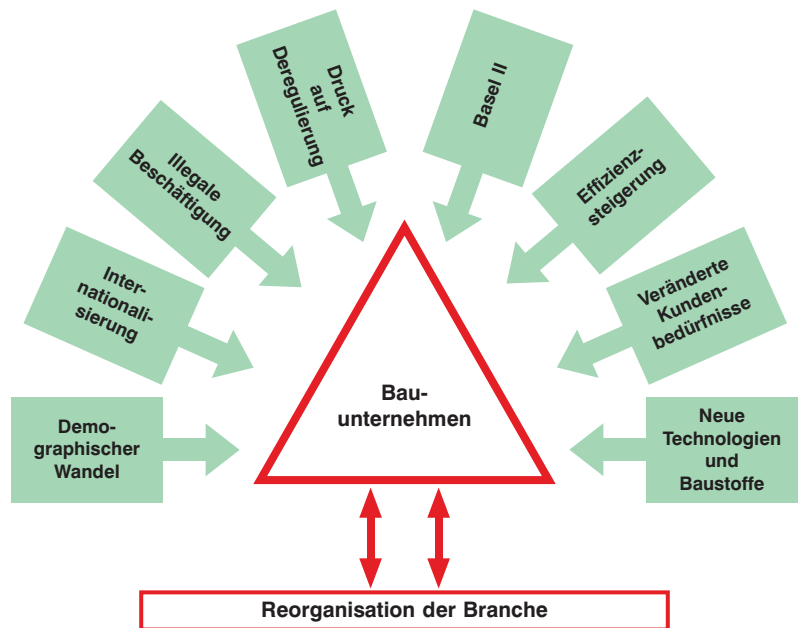 Demo-
graphischer
Wandel
Inter-
nationali-
sierung
Illegale
Beschäftigung
Druck
auf
Deregulierung
Basel II
Effizienz-
steigerung
Veränderte
Kunden-
bedürfnisse
Neue
Technologien
und
Baustoffe
Bau-
unternehmen
Reorganisation der Branche